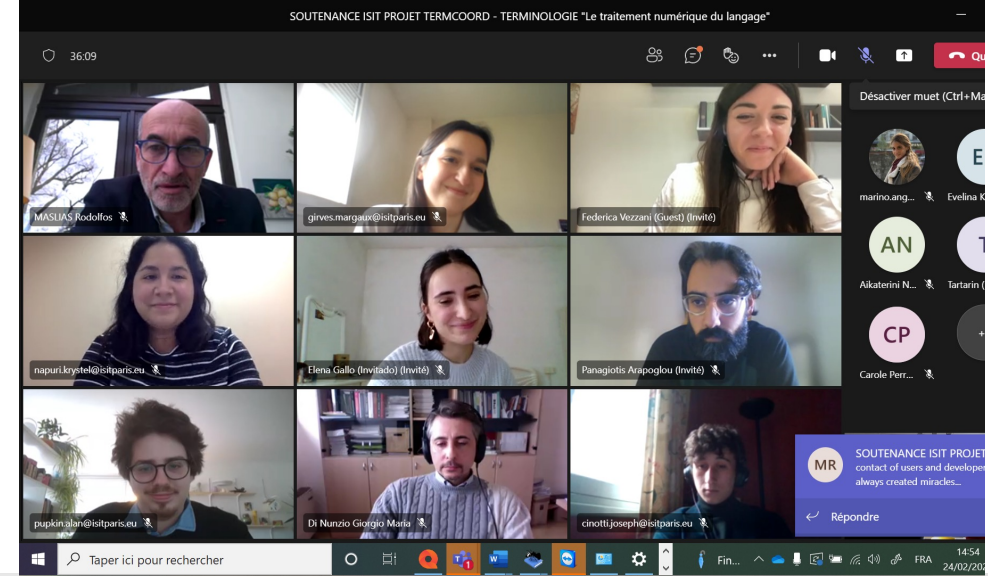 SOUTENANCE ISIT PROJET TERMCOORD - TERMINOLOGIE "Le traitement numérique du langage"
36:09
Qu
Désactiver muet (Ctrl+Ma
MASLIAS Rodolfos
girves.margaux@isitparis.eu
Federica Vezzani (Guest) (Invité)
marino.ang...
E
Evelina K
AN
T
Aikaterini N...
Tartarin (
napuri.krystel@isitparis.eu
Elena Gallo (Invitado) (Invité)
Panagiotis Arapoglou (Invité)
CP
+
Carole Perr...
SOUTENANCE ISIT PROJET
MR
contact of users and developer
always created miracles...
Répondre
pupkin.alan@isitparis.eu
Di Nunzio Giorgio Maria
cinotti.joseph@isitparis.eu
Taper ici pour rechercher
Fin...
FRA
14:54
24/02/202